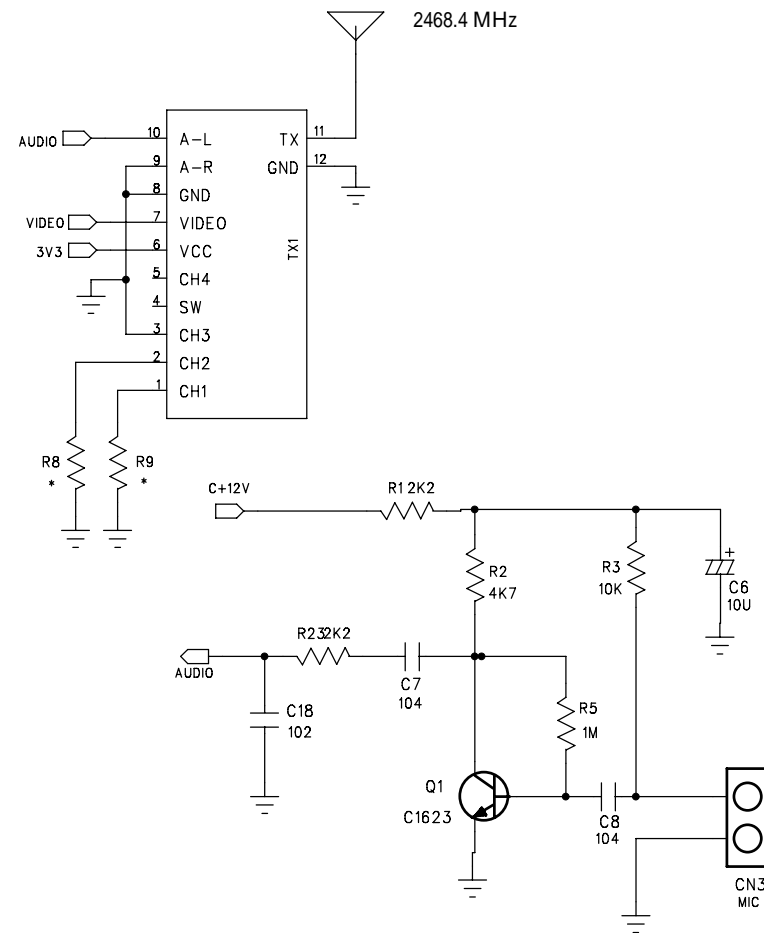 2468.4 MHz
AUDIO
10 A-L
TX 11
9 A-R
GND 12
8 GND
VIDEO
7 VIDEO
3V3
6 VCC
TX1
5 CH4
4 SW
3 CH3
2 CH2
1 CH1
R8
*
R9
*
C+12V
R1 2K2
R2
4K7
R3
10K
+
C6
10U
AUDIO
R23 2K2
C7
104
C18
102
R5
1M
Q1
C1623
C8
104
CN3
MIC